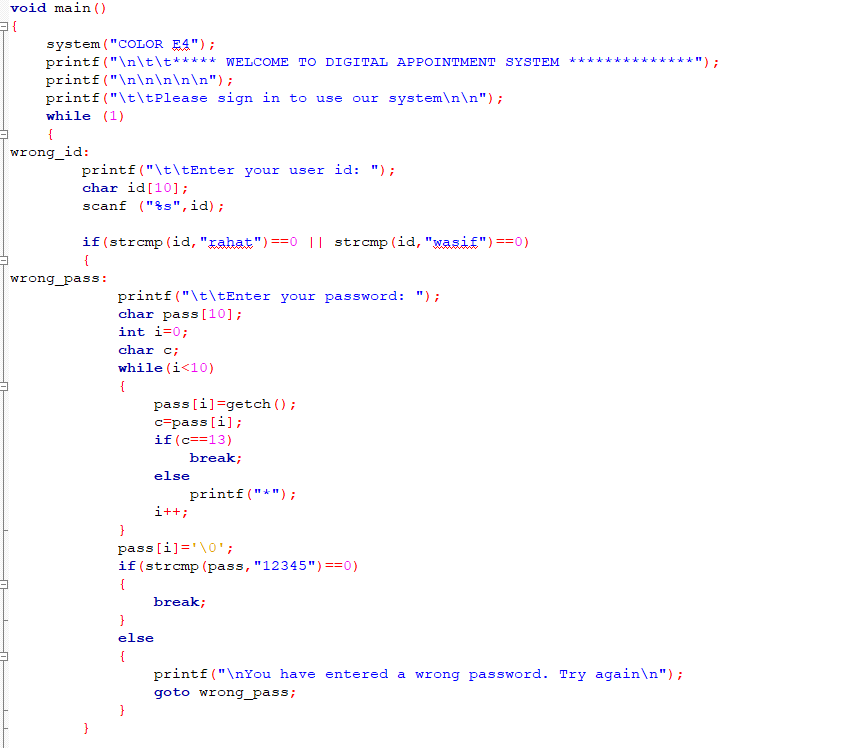 void main()
{
    system("COLOR E4");
    printf("\n\t\t***** WELCOME TO DIGITAL APPOINTMENT SYSTEM **************");
    printf("\n\n\n\n\n");
    printf("\t\tPlease sign in to use our system\n\n");
    while (1)
    {
wrong_id:
        printf("\t\tEnter your user id: ");
        char id[10];
        scanf ("%s",id);

        if(strcmp(id,"rahat")==0 || strcmp(id,"wasif")==0)
        {
wrong_pass:
            printf("\t\tEnter your password: ");
            char pass[10];
            int i=0;
            char c;
            while(i<10)
            {
                pass[i]=getch();
                c=pass[i];
                if(c==13)
                    break;
                else
                    printf("*");
                i++;
            }
            pass[i]='\0';
            if(strcmp(pass,"12345")==0)
            {
                break;
            }
            else
            {
                printf("\nYou have entered a wrong password. Try again\n");
                goto wrong_pass;
            }
        }